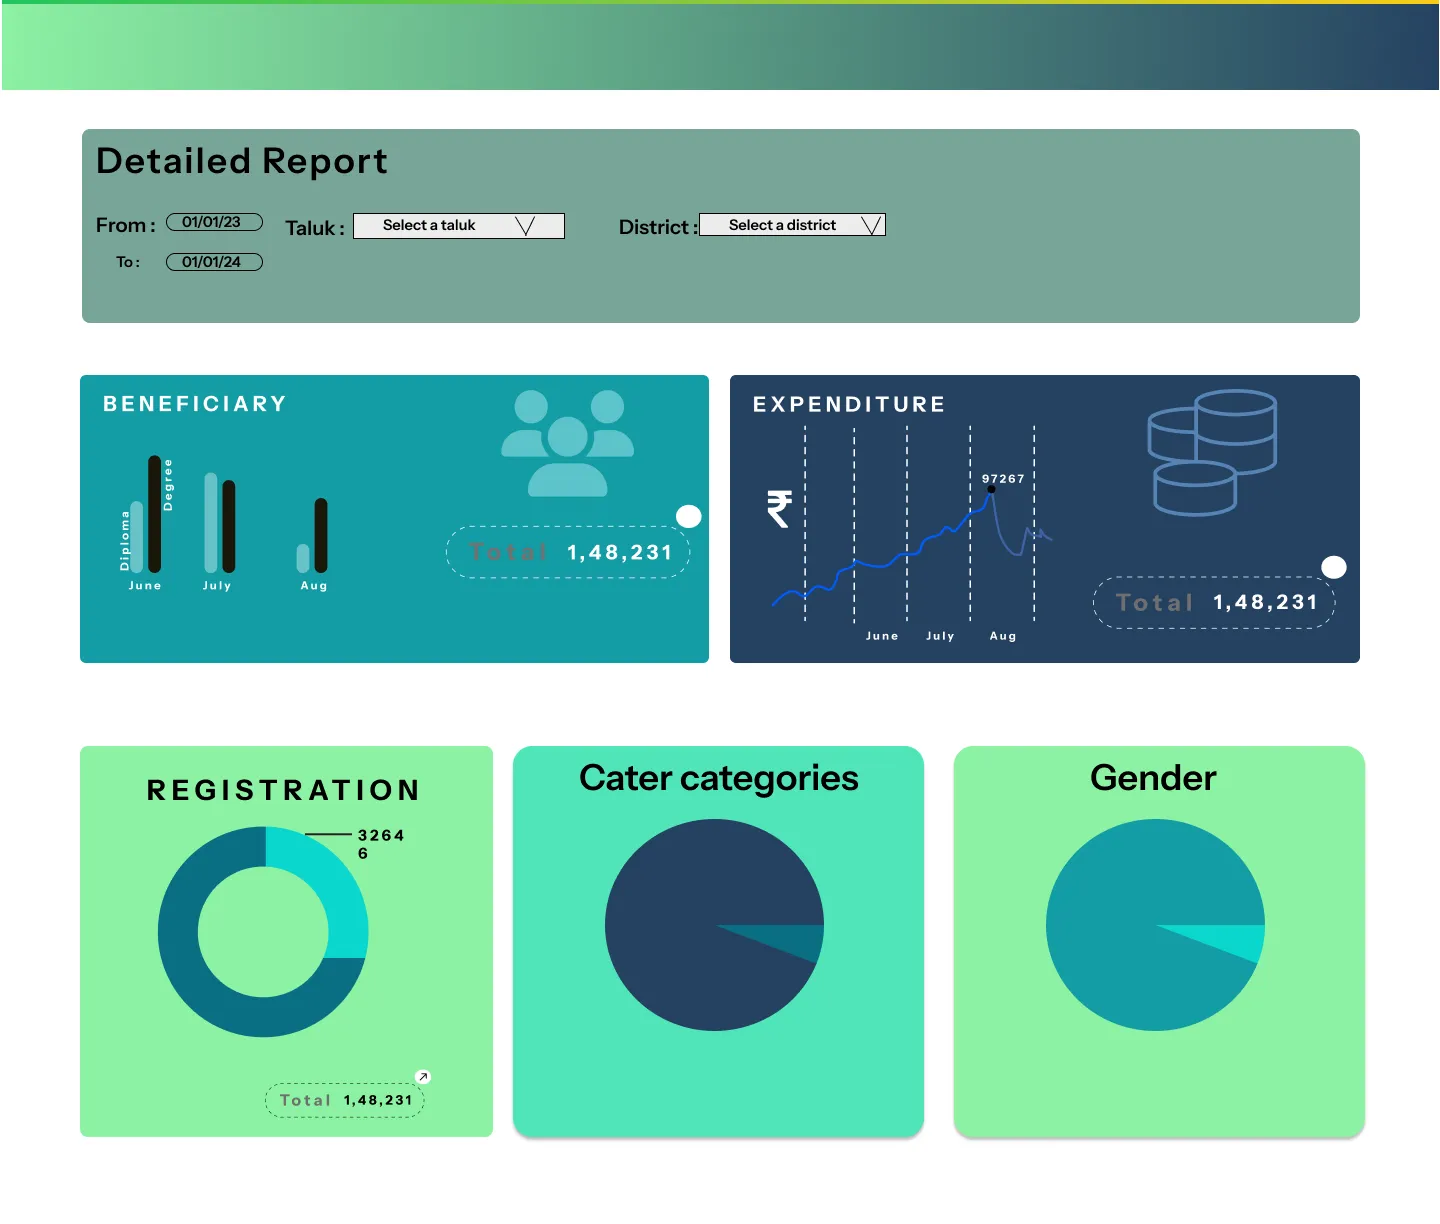 Detailed Report
From : 01/01/23 Taluk : Select a taluk District : Select a district
To : 01/01/24
BENEFICIARY
Degree
Diploma
Total 1,48,231
June July Aug
EXPENDITURE
97267
₹
Total 1,48,231
June July Aug
REGISTRATION
3264
6
Total 1,48,231
Cater categories
Gender